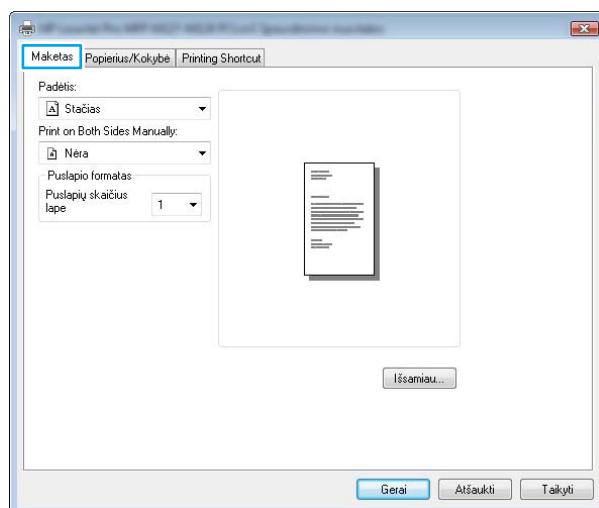 Maketas
Popierius/Kokybė
Printing Shortcut
Padėtis:
Stačias
Print on Both Sides Manually:
Nėra
Puslapio formatas
Puslapių skaičius
lape
1
Išsamiau...
Gerai
Atšaukti
Taikyti